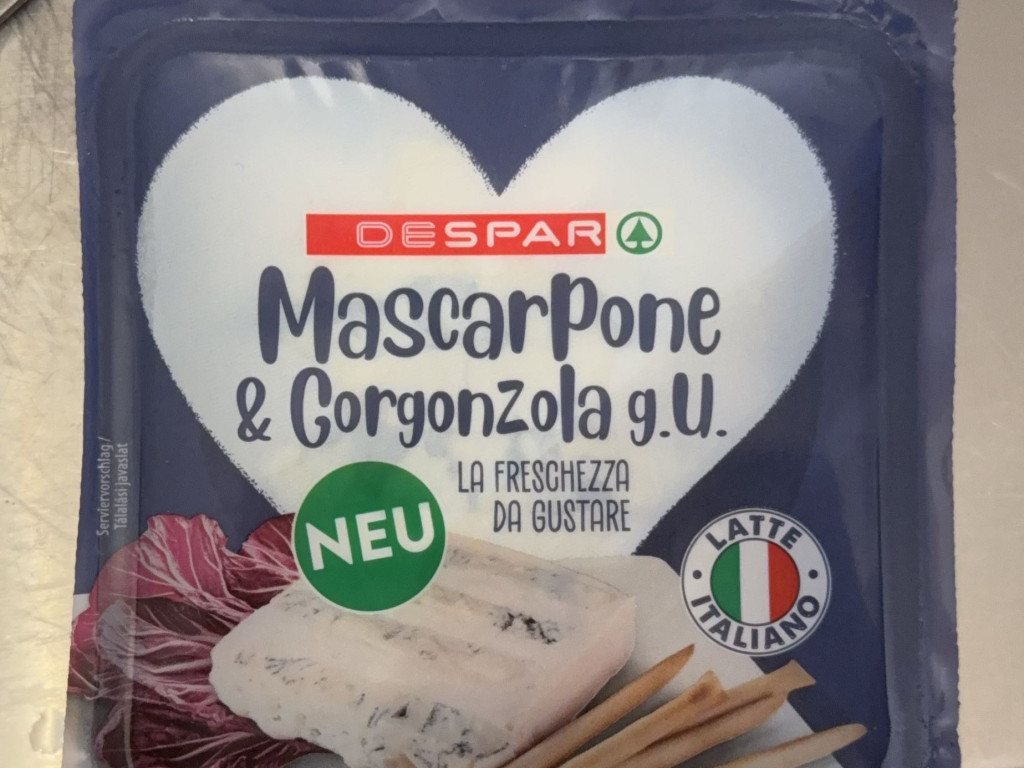 DESPAR
Mascarpone
& Gorgonzola g.U.
LA FRESCHEZZA
DA GUSTARE
NEU
LATTE
ITALIANO
Serviervorschlag /
Tálalási javaslat